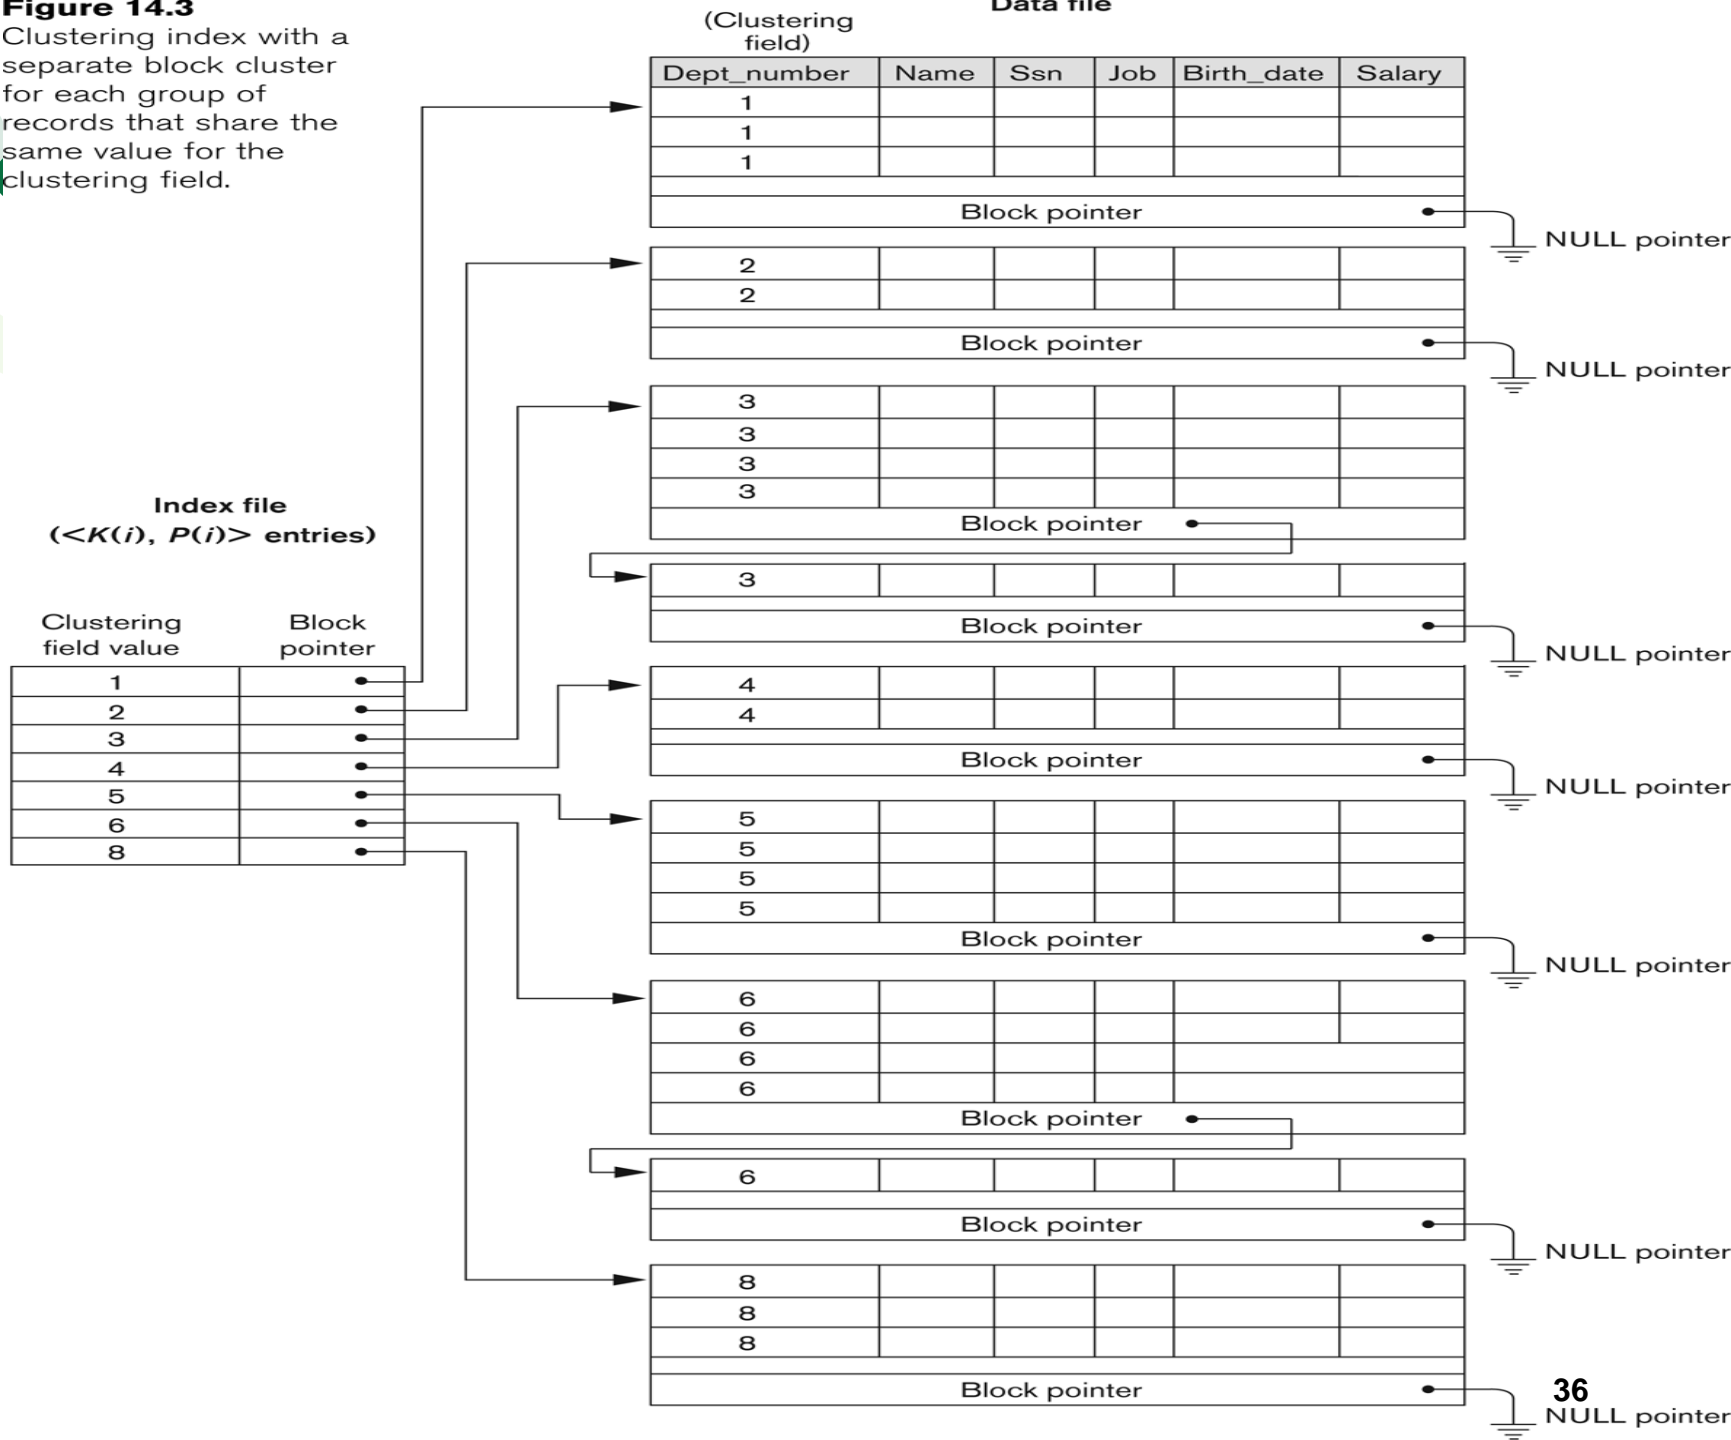 Figure 14.3
Clustering index with a
separate block cluster
for each group of
records that share the
same value for the
clustering field.
Data file
(Clustering
field)
Dept_number Name Ssn Job Birth_date Salary
1
1
1
Block pointer
NULL pointer
2
2
Block pointer
NULL pointer
3
3
3
3
Block pointer
3
Block pointer
NULL pointer
4
4
Block pointer
NULL pointer
5
5
5
5
Block pointer
NULL pointer
6
6
6
6
Block pointer
6
Block pointer
NULL pointer
8
8
8
Block pointer
NULL pointer
Index file
(<K(i), P(i)> entries)
Clustering
field value
Block
pointer
1
2
3
4
5
6
8
36